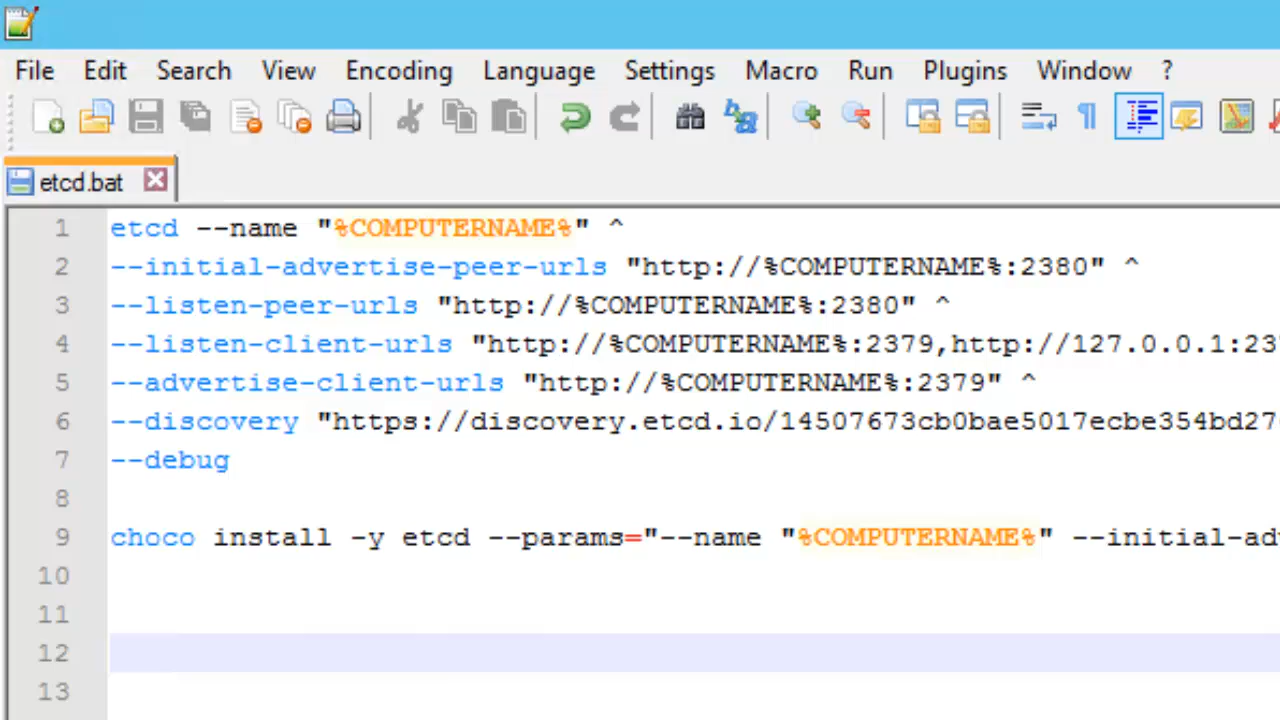 File Edit Search View Encoding Language Settings Macro Run Plugins Window ?
etcd.bat
1 etcd --name "%COMPUTERNAME%" ^
2 --initial-advertise-peer-urls "http://%COMPUTERNAME%:2380" ^
3 --listen-peer-urls "http://%COMPUTERNAME%:2380" ^
4 --listen-client-urls "http://%COMPUTERNAME%:2379,http://127.0.0.1:237
5 --advertise-client-urls "http://%COMPUTERNAME%:2379" ^
6 --discovery "https://discovery.etcd.io/14507673cb0bae5017ecbe354bd27
7 --debug
8
9 choco install -y etcd --params="--name "%COMPUTERNAME%" --initial-ad
10
11
12
13